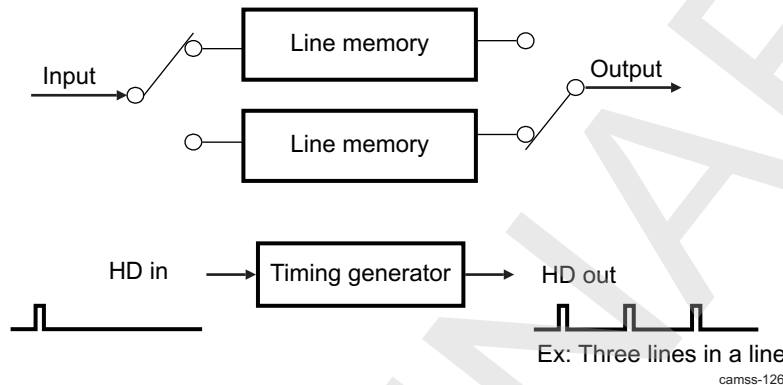 Line memory
Input
Output
Line memory
HD in
Timing generator
HD out
Ex: Three lines in a line
camss-126